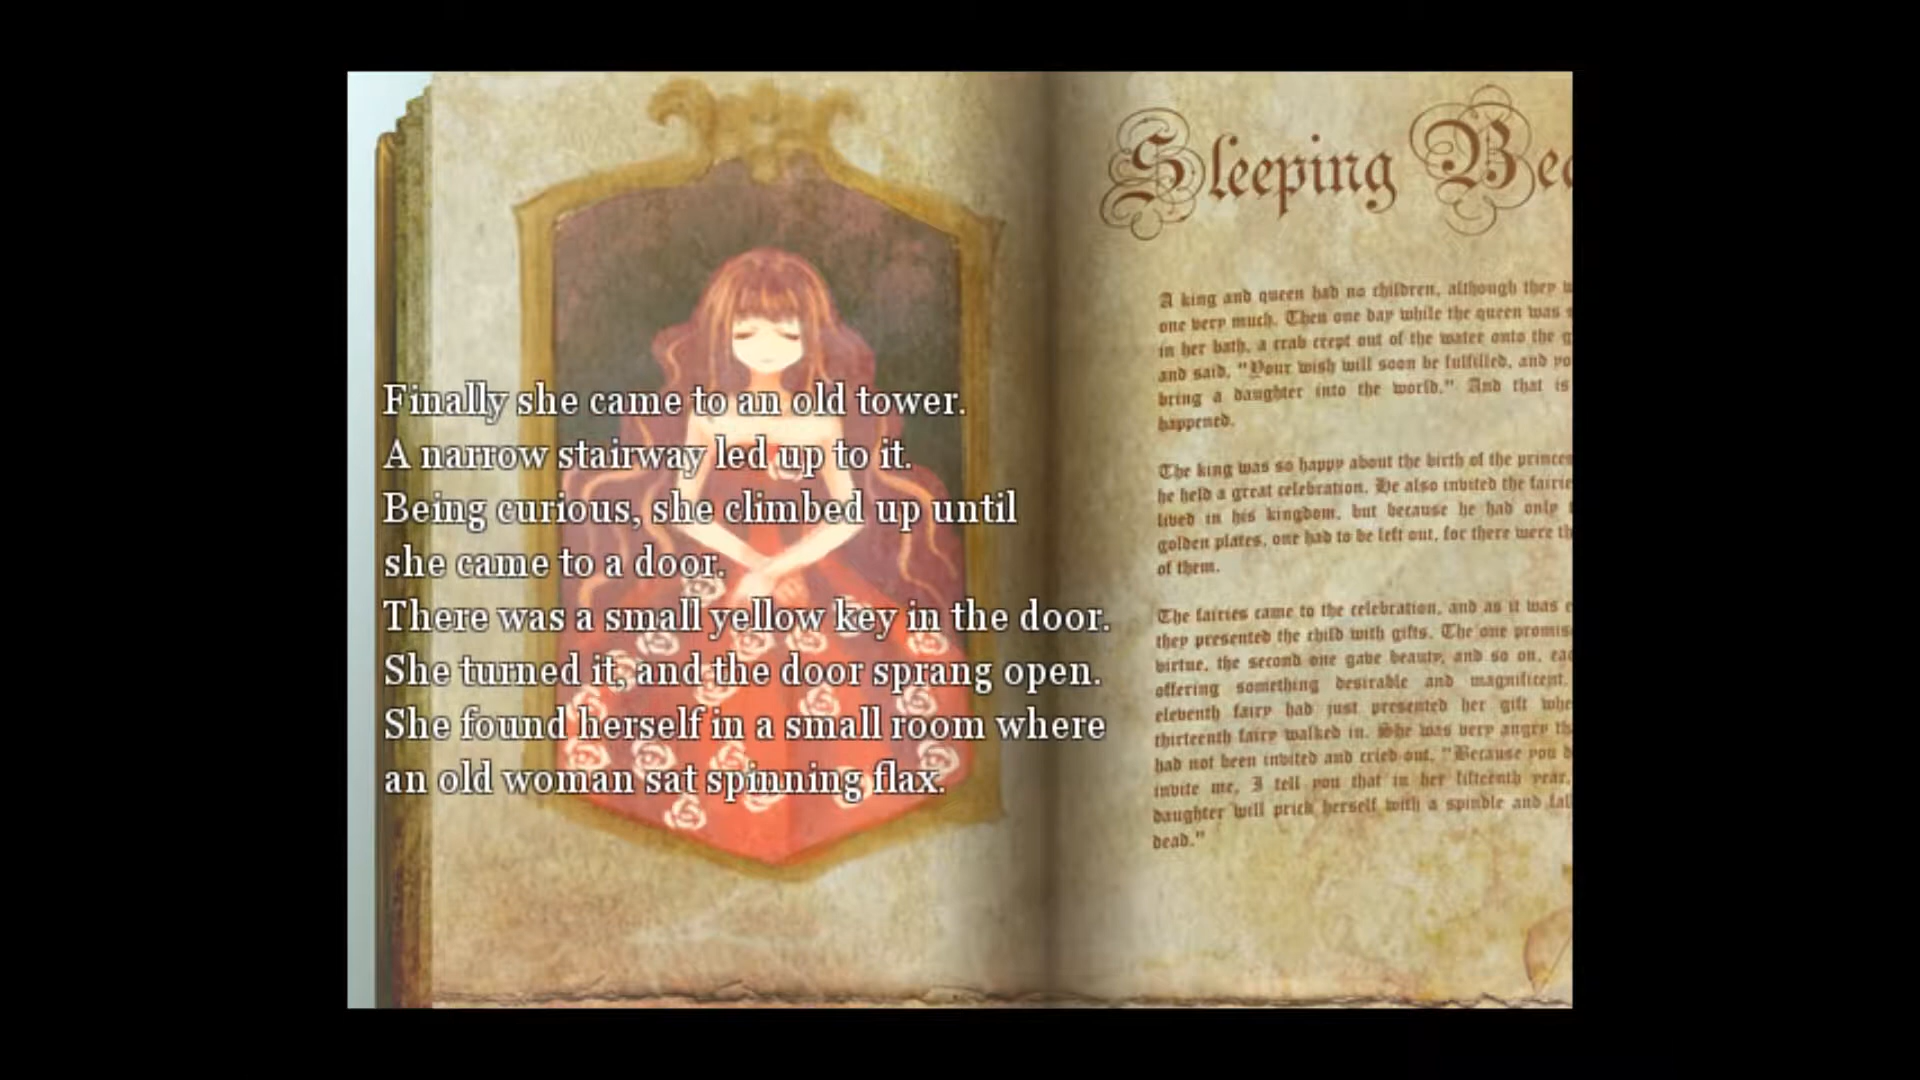 Finally she came to an old tower.
A narrow stairway led up to it.
Being curious, she climbed up until
she came to a door.
There was a small yellow key in the door.
She turned it, and the door sprang open.
She found herself in a small room where
an old woman sat spinning flax.
Sleeping Bea
A king and queen had no children, although they w
one very much. Then one day while the queen was s
in her bath, a crab crept out of the water onto the g
and said, "Your wish will soon be fulfilled, and yo
bring a daughter into the world." And that is
happened.
The king was so happy about the birth of the princes
he held a great celebration. He also invited the fairie
lived in his kingdom, but because he had only t
golden plates, one had to be left out, for there were th
of them.
The fairies came to the celebration, and as it was e
they presented the child with gifts. The one promis
virtue, the second one gave beauty, and so on, eac
offering something desirable and magnificent.
eleventh fairy had just presented her gift whe
thirteenth fairy walked in. She was very angry th
had not been invited and cried out, "Because you d
invite me, I tell you that in her fifteenth year,
daughter will prick herself with a spindle and fal
dead."